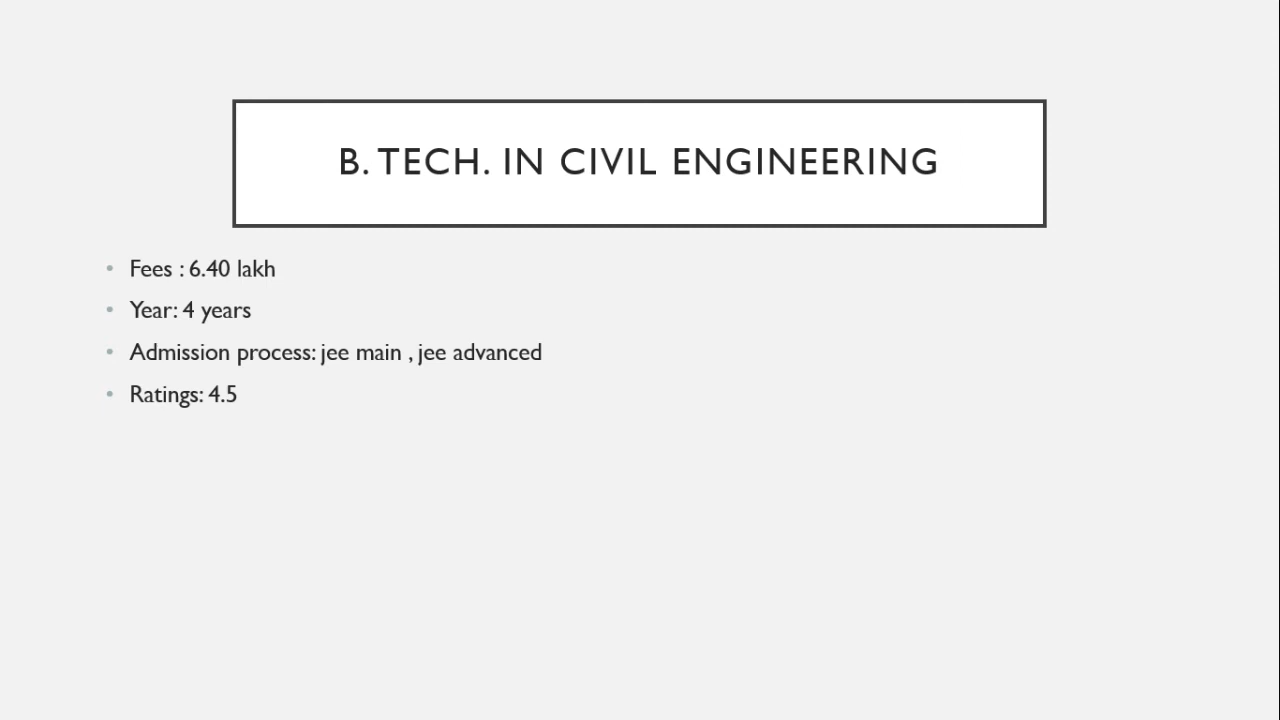 B. TECH. IN CIVIL ENGINEERING
• Fees : 6.40 lakh
• Year: 4 years
• Admission process: jee main , jee advanced
• Ratings: 4.5